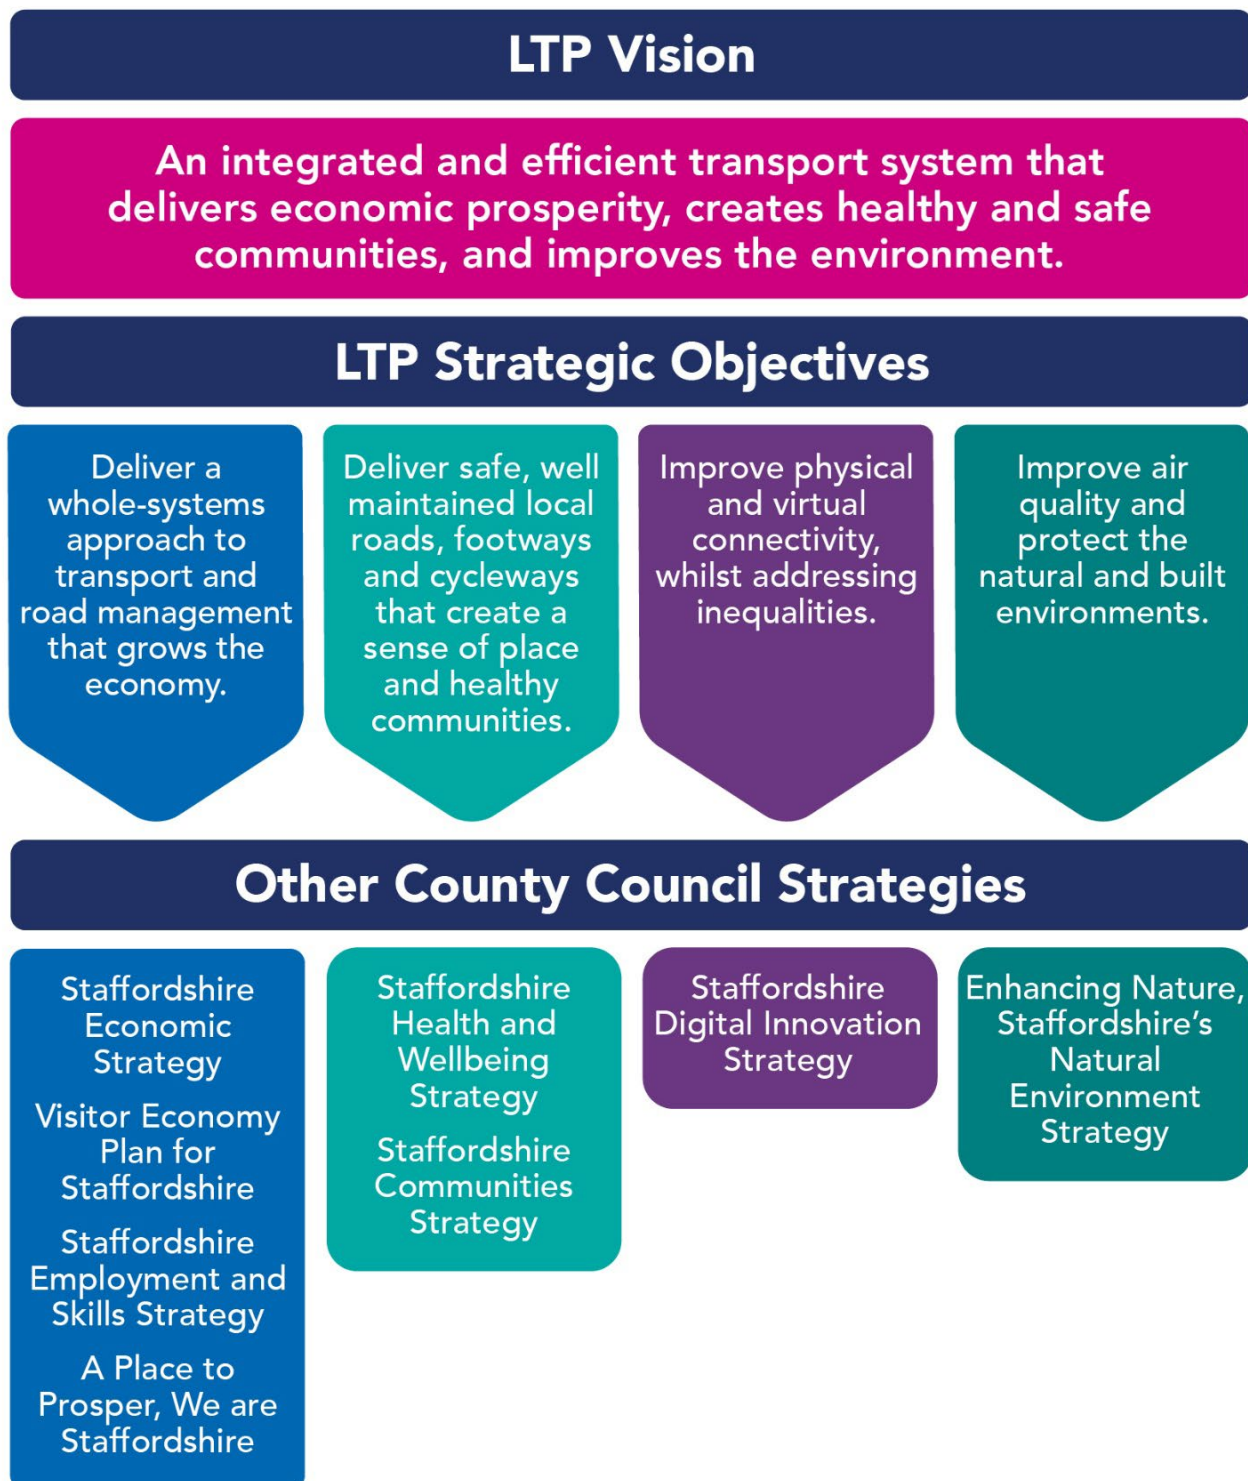 LTP Vision
An integrated and efficient transport system that
delivers economic prosperity, creates healthy and safe
communities, and improves the environment.
LTP Strategic Objectives
Deliver a
whole-systems
approach to
transport and
road management
that grows the
economy.
Deliver safe, well
maintained local
roads, footways
and cycleways
that create a
sense of place
and healthy
communities.
Improve physical
and virtual
connectivity,
whilst addressing
inequalities.
Improve air
quality and
protect the
natural and built
environments.
Other County Council Strategies
Staffordshire
Economic
Strategy
Visitor Economy
Plan for
Staffordshire
Staffordshire
Employment and
Skills Strategy
A Place to
Prosper, We are
Staffordshire
Staffordshire
Health and
Wellbeing
Strategy
Staffordshire
Communities
Strategy
Staffordshire
Digital Innovation
Strategy
Enhancing Nature,
Staffordshire’s
Natural
Environment
Strategy